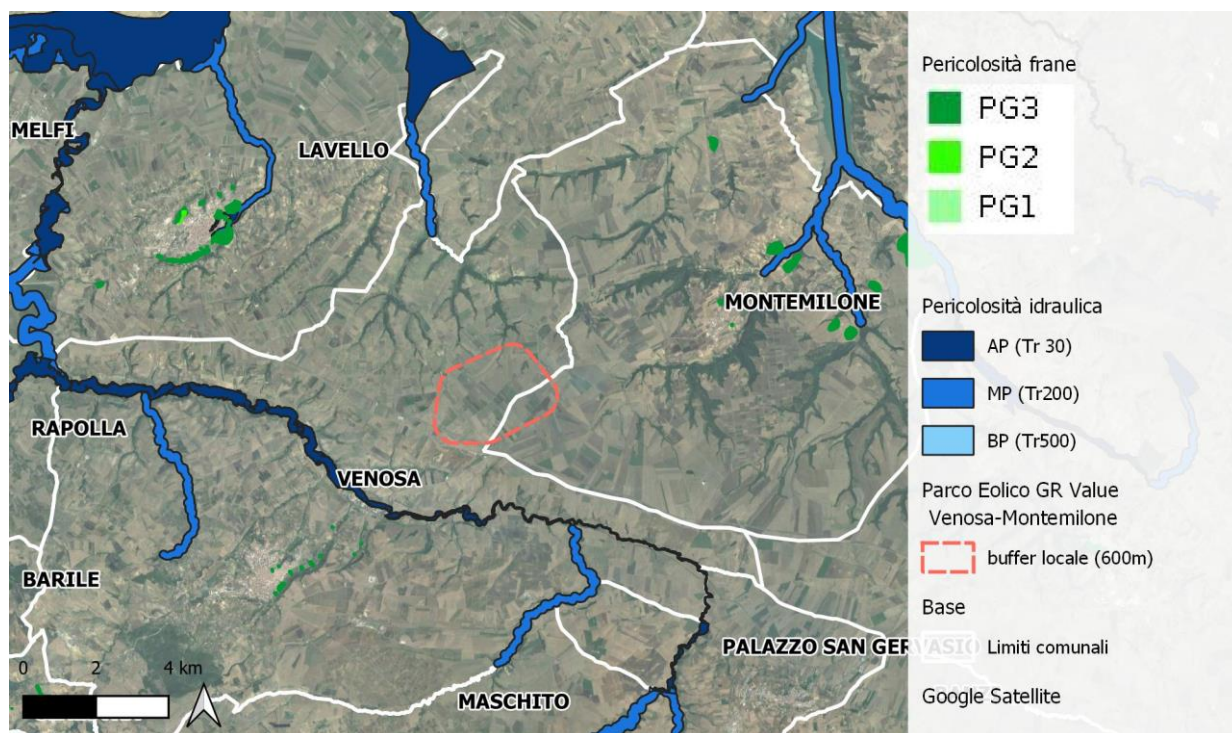 MELFI
LAVELLO
MONTEMILONE
RAPOLLA
VENOSA
BARILE
PALAZZO SAN GERVASIO
MASCHITO
0 2 4 km
Pericolosità frane
PG3
PG2
PG1
Pericolosità idraulica
AP (Tr 30)
MP (Tr200)
BP (Tr500)
Parco Eolico GR Value
Venosa-Montemilone
buffer locale (600m)
Base
Limiti comunali
Google Satellite